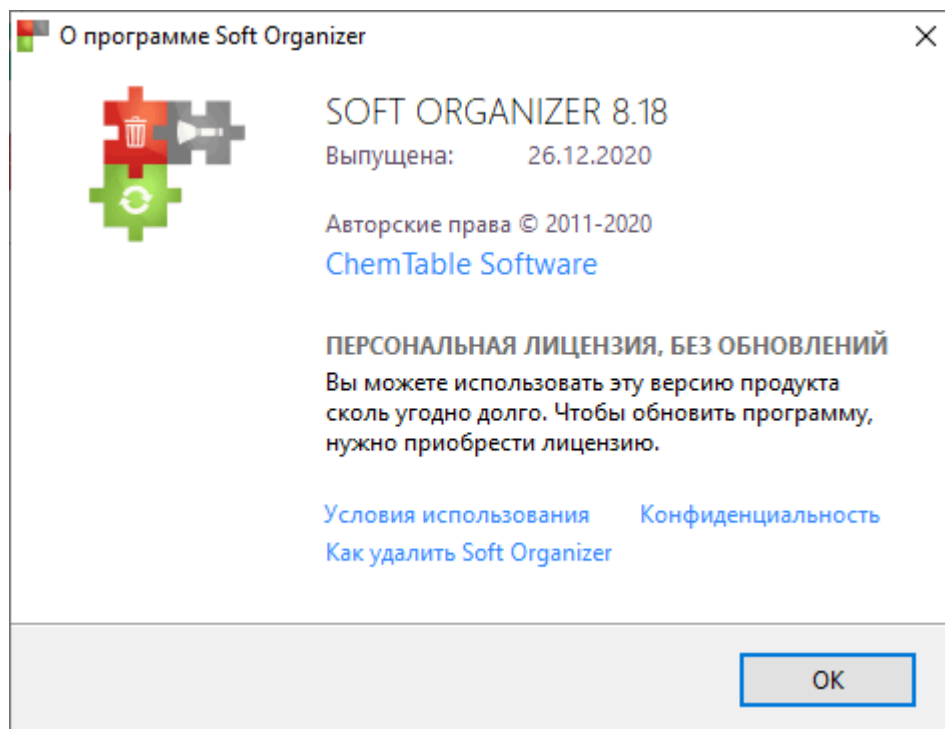 О программе Soft Organizer
SOFT ORGANIZER 8.18
Выпущена: 26.12.2020
Авторские права © 2011-2020
ChemTable Software
ПЕРСОНАЛЬНАЯ ЛИЦЕНЗИЯ, БЕЗ ОБНОВЛЕНИЙ
Вы можете использовать эту версию продукта
сколь угодно долго. Чтобы обновить программу,
нужно приобрести лицензию.
Условия использования Конфиденциальность
Как удалить Soft Organizer
OK